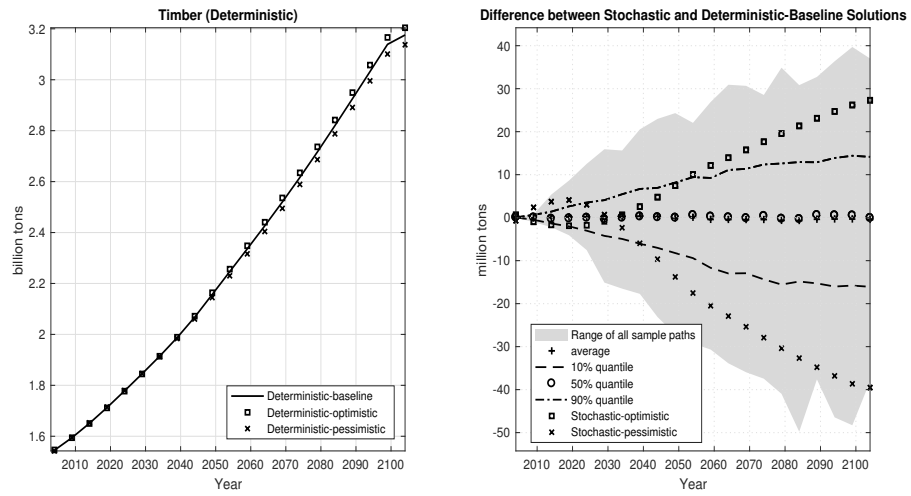 Timber (Deterministic)
3.2
3
2.8
2.6
2.4
2.2
2
1.8
1.6
billion tons
2010 2020 2030 2040 2050 2060 2070 2080 2090 2100
Year
Deterministic-baseline
Deterministic-optimistic
Deterministic-pessimistic
Difference between Stochastic and Deterministic-Baseline Solutions
40
30
20
10
0
-10
-20
-30
-40
-50
million tons
2010 2020 2030 2040 2050 2060 2070 2080 2090 2100
Year
Range of all sample paths
average
10% quantile
50% quantile
90% quantile
Stochastic-optimistic
Stochastic-pessimistic